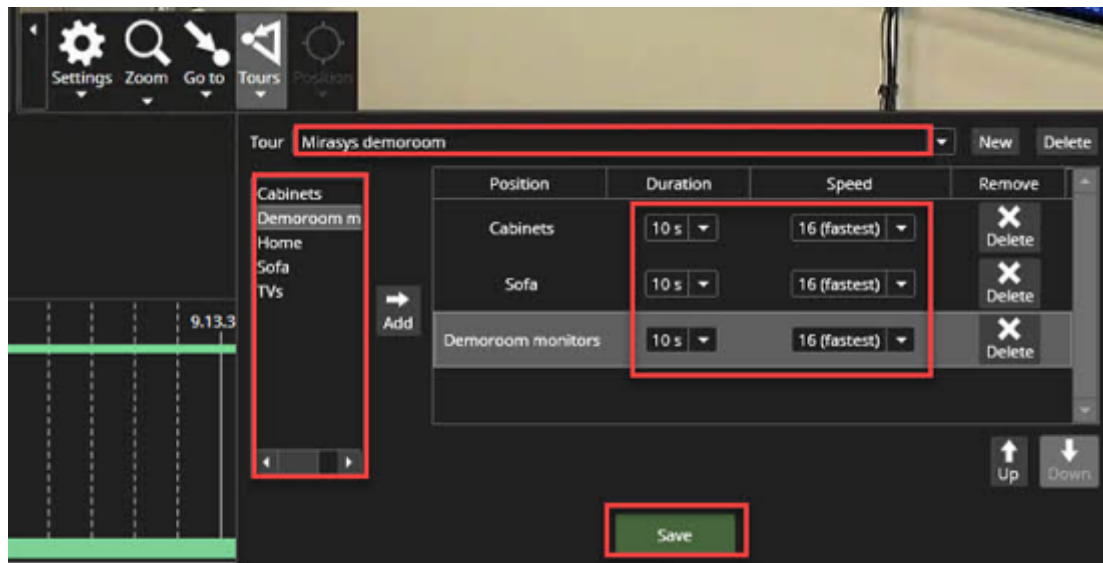 Settings Zoom Go to Tours Position
Tour Mirasys demoroom New Delete
Position Duration Speed Remove
Cabinets
Demoroom m
Home
Sofa
TVs
Add
Cabinets 10 s 16 (fastest) Delete
Sofa 10 s 16 (fastest) Delete
Demoroom monitors 10 s 16 (fastest) Delete
9.13.3
Up Down
Save